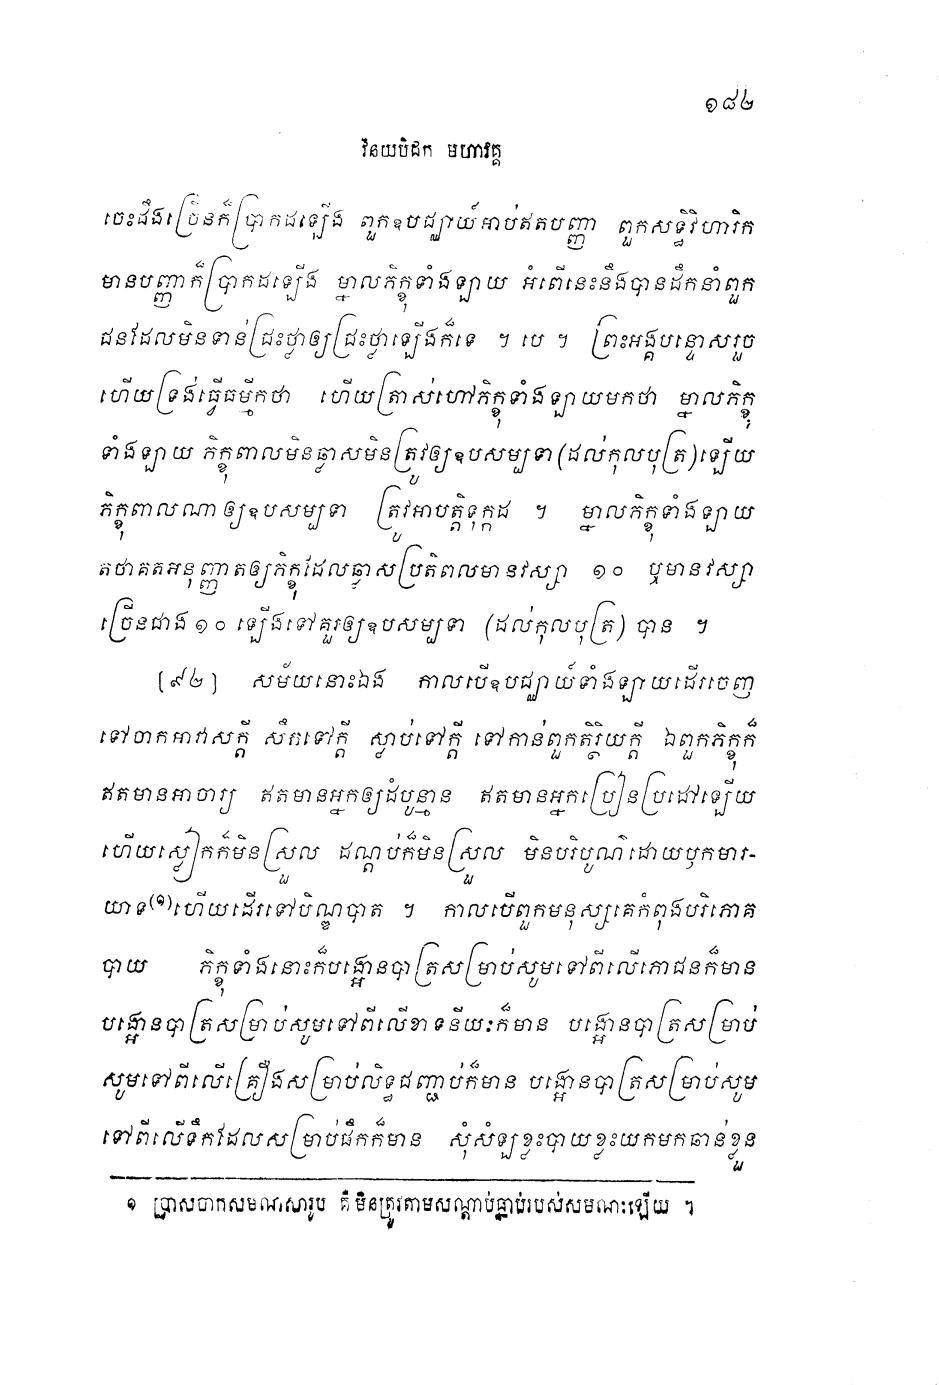 ១៨២
វិនយបិដក មហាវគ្គ
ចេះដឹងច្រើនក៏ប្រាកដឡើង ពួកឧបជ្ឈាយ៍អាប់ឥតបញ្ញា ពួកសទ្ធិវិហារិក
មានបញ្ញាក៏ប្រាកដឡើង ម្នាលភិក្ខុទាំងឡាយ អំពើនេះនឹងបានដឹកនាំពួក
ជនដែលមិនទាន់ជ្រះថ្លាឲ្យជ្រះថ្លាឡើងក៏ទេ ។ បេ ។ ព្រះអង្គបន្ទោសរួច
ហើយទ្រង់ធ្វើធម្មីកថា ហើយត្រាស់ហៅភិក្ខុទាំងឡាយមកថា ម្នាលភិក្ខុ
ទាំងឡាយ ភិក្ខុពាលមិនឆ្លាសមិនត្រូវឲ្យឧបសម្បទា (ដល់កុលបុត្រ) ឡើយ
ភិក្ខុពាលណាឲ្យឧបសម្បទា ត្រូវអាបត្តិទុក្កដ ។ ម្នាលភិក្ខុទាំងឡាយ
តថាគតអនុញ្ញាតឲ្យភិក្ខុដែលឆ្លាសប្រតិពលមានវស្សា ១០ ឬមានវស្សា
ច្រើនជាង ១០ ឡើងទៅគួរឲ្យឧបសម្បទា (ដល់កុលបុត្រ) បាន ។
[៩២] សម័យនោះឯង កាលបើឧបជ្ឈាយ៍ទាំងឡាយដើរចេញ
ទៅចាកអាវាសក្តី សឹកទៅក្តី ស្លាប់ទៅក្តី ទៅកាន់ពួកតិរ្ថិយក្តី ឯពួកភិក្ខុក៏
ឥតមានអាចារ្យ ឥតមានអ្នកឲ្យដំបូន្មាន ឥតមានអ្នកប្រៀនប្រដៅឡើយ
ហើយស្លៀកក៏មិនស្រួល ដណ្តប់ក៏មិនស្រួល មិនបរិបូណ៌ដោយឫកមារ-
យាទ(១)ហើយដើរទៅបិណ្ឌបាត ។ កាលបើពួកមនុស្សគេកំពុងបរិភោគ
បាយ ភិក្ខុទាំងនោះក៏បង្អោនបាត្រសម្រាប់សូមទៅពីលើភោជនក៏មាន
បង្អោនបាត្រសម្រាប់សូមទៅពីលើខាទនីយៈក៏មាន បង្អោនបាត្រសម្រាប់
សូមទៅពីលើគ្រឿងសម្រាប់លិទ្ធជញ្ជាប់ក៏មាន បង្អោនបាត្រសម្រាប់សូម
ទៅពីលើទឹកដែលសម្រាប់ផឹកក៏មាន សុំសំឡខ្លះបាយខ្លះយកមកឆាន់ខ្លួន
១ ប្រាសចាកសមណសារូប គឺ មិនត្រូវតាមសណ្តាប់ធ្នាប់របស់សមណៈឡើយ ។